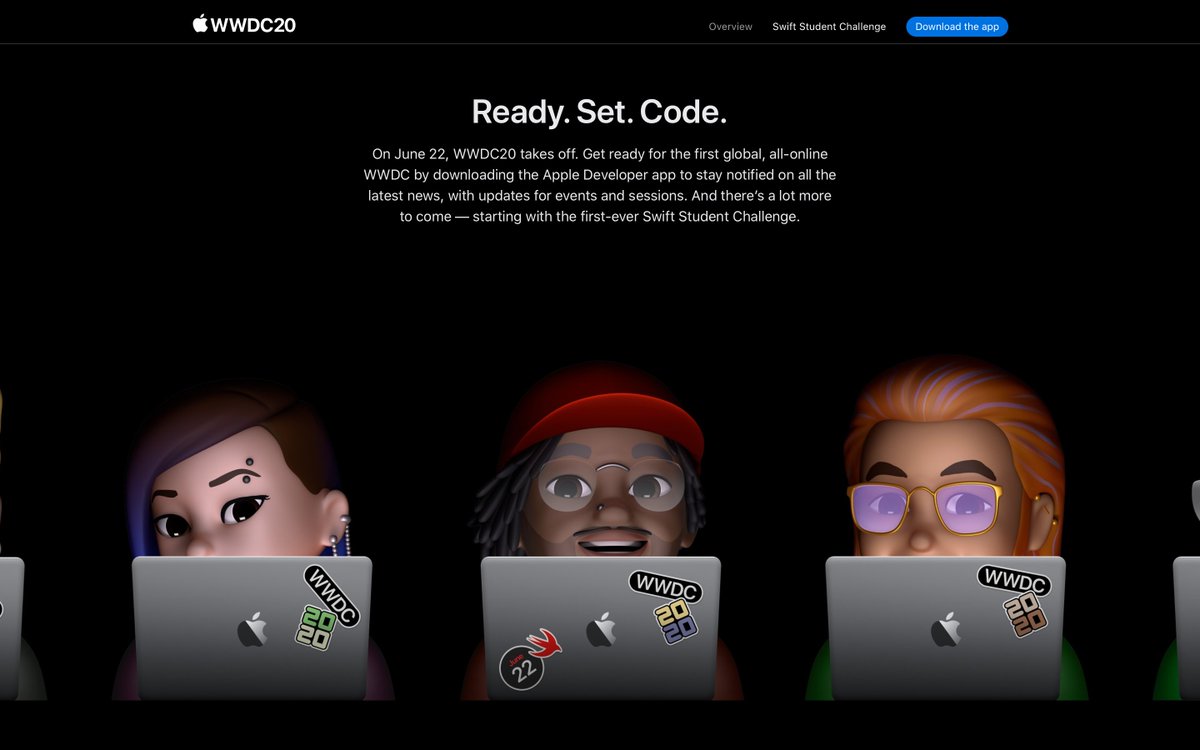 WWDC20
Overview
Swift Student Challenge
Download the app
Ready. Set. Code.
On June 22, WWDC20 takes off. Get ready for the first global, all-online
WWDC by downloading the Apple Developer app to stay notified on all the
latest news, with updates for events and sessions. And there’s a lot more
to come — starting with the first-ever Swift Student Challenge.
WWDC
20
20
WWDC
20
20
June
22
WWDC
20
20